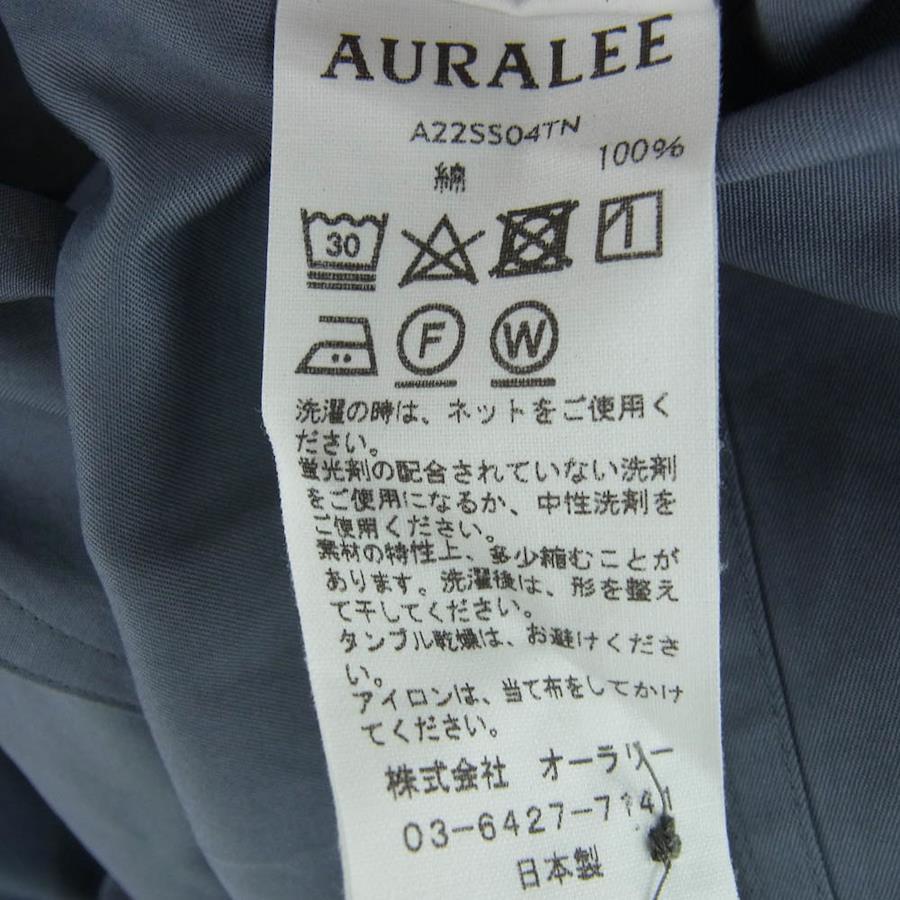 AURALEE
A22SS04TN
綿 100%
30
F W
洗濯の時は、ネットをご使用く
ださい。
蛍光剤の配合されていない洗剤
をご使用になるか、中性洗剤を
ご使用ください。
素材の特性上、多少縮むことが
あります。洗濯後は、形を整え
て干してください。
タンブル乾燥は、お避けくださ
い。
アイロンは、当て布をしてかけ
てください。
株式会社 オーラリー
03-6427-7141
日本製